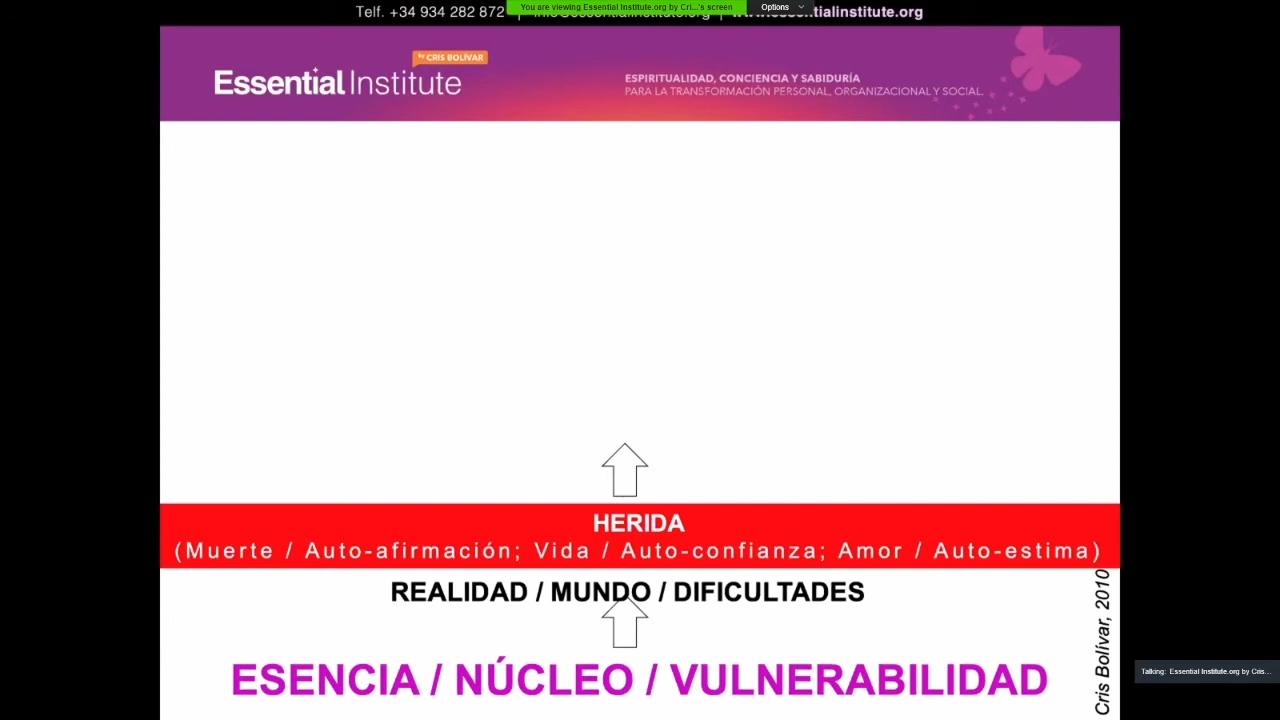 Telf. +34 934 282 872
You are viewing Essential Institute.org by Cri...'s screen
Options
by CRIS BOLÍVAR
Essential Institute
ESPIRITUALIDAD, CONCIENCIA Y SABIDURÍA
PARA LA TRANSFORMACIÓN PERSONAL, ORGANIZACIONAL Y SOCIAL.
HERIDA
(Muerte / Auto-afirmación; Vida / Auto-confianza; Amor / Auto-estima)
REALIDAD / MUNDO / DIFICULTADES
ESENCIA / NÚCLEO / VULNERABILIDAD
Cris Bolívar, 2010
Talking: Essential Institute.org by Cris...